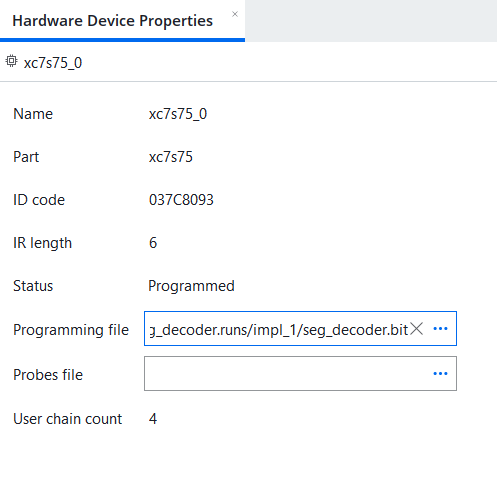 Hardware Device Properties
xc7s75_0
Name xc7s75_0
Part xc7s75
ID code 037C8093
IR length 6
Status Programmed
Programming file g_decoder.runs/impl_1/seg_decoder.bit
Probes file
User chain count 4